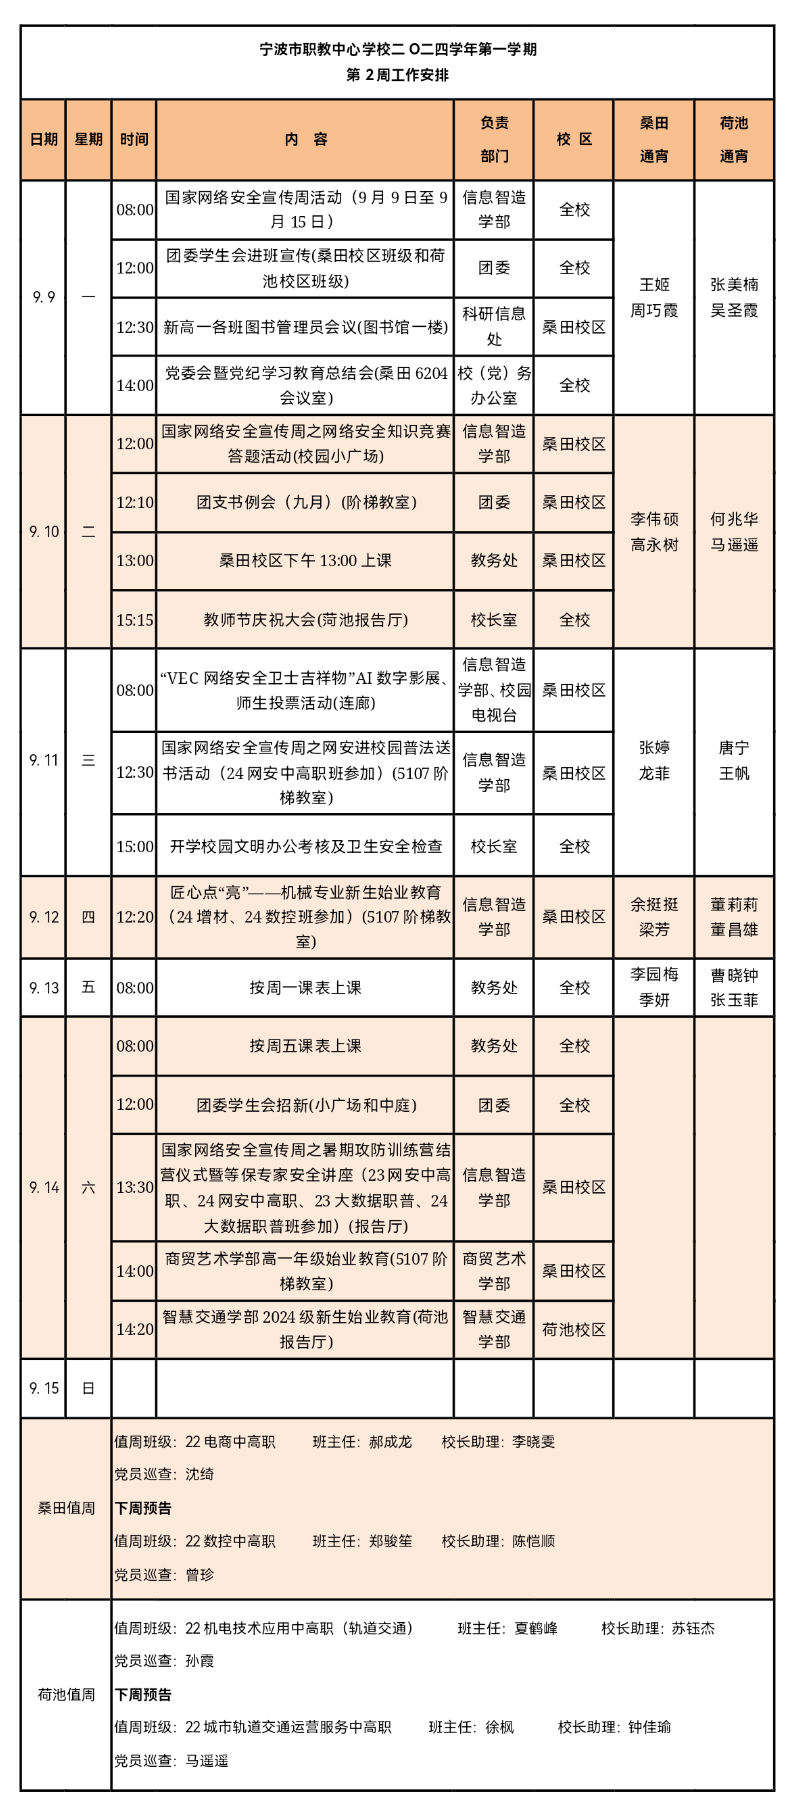 宁波市职教中心学校二 O二四学年第一学期
第 2 周工作安排
日期 星期 时间 内 容 负责 部门 校 区 桑田 通宵 荷池 通宵
9.9 一
08:00 国家网络安全宣传周活动（9 月 9 日至 9
月 15 日） 信息智造
学部 全校
12:00 团委学生会进班宣传(桑田校区班级和荷
池校区班级) 团委 全校
王姬
周巧霞
张美楠
吴圣霞
12:30 新高一各班图书管理员会议(图书馆一楼) 科研信息
处 桑田校区
14:00 党委会暨党纪学习教育总结会(桑田 6204
会议室) 校（党）务
办公室 全校
9.10 二
12:00 国家网络安全宣传周之网络安全知识竞赛
答题活动(校园小广场) 信息智造
学部 桑田校区
12:10 团支书例会（九月）(阶梯教室) 团委 桑田校区
李伟硕
高永树
何兆华
马遥遥
13:00 桑田校区下午 13:00 上课 教务处 桑田校区
15:15 教师节庆祝大会(菏池报告厅) 校长室 全校
9.11 三
08:00 “VEC 网络安全卫士吉祥物”AI 数字影展、
师生投票活动(连廊) 信息智造
学部、校园
电视台 桑田校区
12:30 国家网络安全宣传周之网安进校园普法送
书活动（24 网安中高职班参加）(5107 阶
梯教室) 信息智造
学部 桑田校区
张婷
龙菲
唐宁
王帆
15:00 开学校园文明办公考核及卫生安全检查 校长室 全校
9.12 四
12:20 匠心点“亮”——机械专业新生始业教育
（24 增材、24 数控班参加）(5107 阶梯教
室) 信息智造
学部 桑田校区
余挺挺
梁芳
董莉莉
董昌雄
9.13 五 08:00 按周一课表上课 教务处 全校
李园梅
季妍
曹晓钟
张玉菲
9.14 六
08:00 按周五课表上课 教务处 全校
12:00 团委学生会招新(小广场和中庭) 团委 全校
13:30 国家网络安全宣传周之暑期攻防训练营结
营仪式暨等保专家安全讲座（23 网安中高
职、24 网安中高职、23 大数据职普、24
大数据职普班参加）(报告厅) 信息智造
学部 桑田校区
14:00 商贸艺术学部高一年级始业教育(5107 阶
梯教室) 商贸艺术
学部 桑田校区
14:20 智慧交通学部 2024 级新生始业教育(荷池
报告厅) 智慧交通
学部 荷池校区
9.15 日
桑田值周
值周班级：22 电商中高职 班主任：郝成龙 校长助理：李晓雯
党员巡查：沈绮
下周预告
值周班级：22 数控中高职 班主任：郑骏笙 校长助理：陈恺顺
党员巡查：曾珍
荷池值周
值周班级：22 机电技术应用中高职（轨道交通） 班主任：夏鹤峰 校长助理：苏钰杰
党员巡查：孙霞
下周预告
值周班级：22 城市轨道交通运营服务中高职 班主任：徐枫 校长助理：钟佳瑜
党员巡查：马遥遥